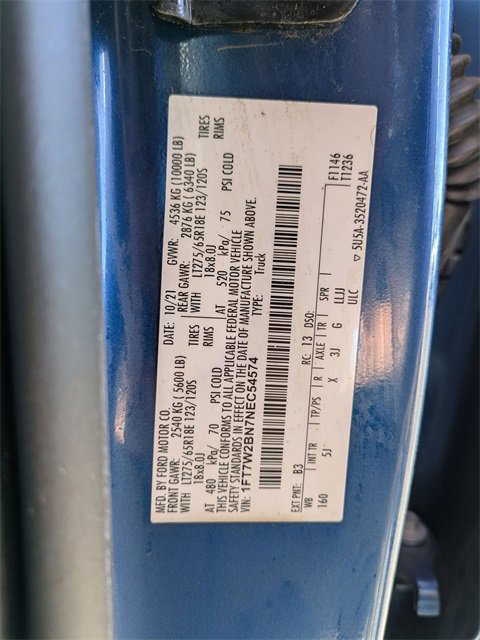 MFD. BY FORD MOTOR CO.
DATE: 10/21 GVWR: 4536 KG (10000 LB)
FRONT GAWR: 2540 KG ( 5600 LB) REAR GAWR: 2876 KG ( 6340 LB)
WITH LT275/65R18E 123/120S TIRES WITH LT275/65R18E 123/120S TIRES
18x8.0J RIMS 18x8.0J RIMS
AT 480 kPa/ 70 PSI COLD AT 520 kPa/ 75 PSI COLD
THIS VEHICLE CONFORMS TO ALL APPLICABLE FEDERAL MOTOR VEHICLE
SAFETY STANDARDS IN EFFECT ON THE DATE OF MANUFACTURE SHOWN ABOVE.
VIN: 1FT7W2BN7NEC54574 TYPE: Truck
F1146
T1236
EXT PNT: B3 RC: 13 DSO:
WB INT TR TP/PS R AXLE TR SPR
160 5J X 3J G LLJJ
ULC
5U5A-3520472-AA